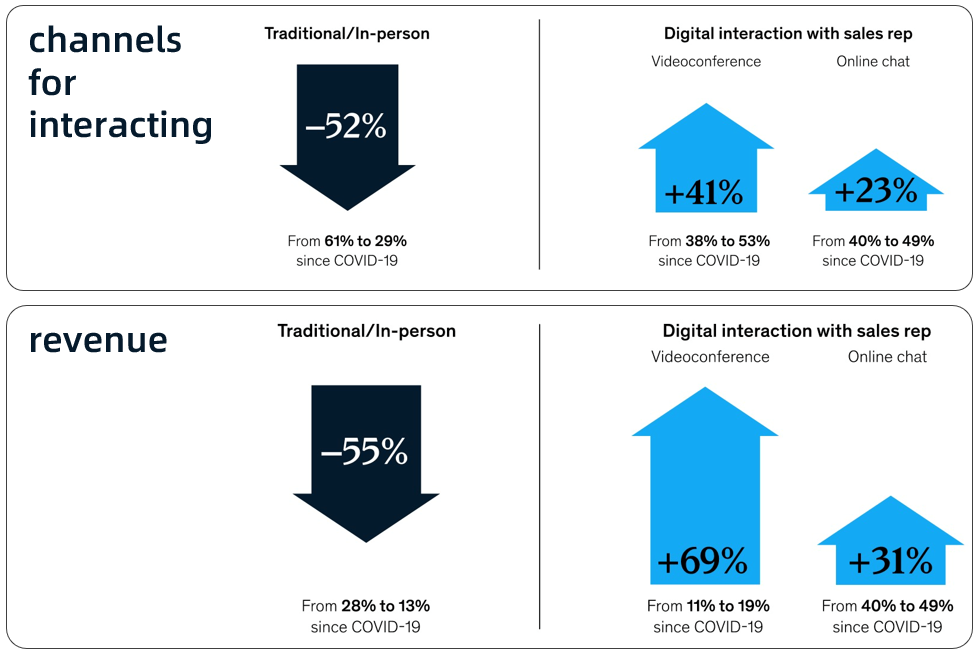 channels
for
interacting
Traditional/In-person
–52%
From 61% to 29%
since COVID-19
Digital interaction with sales rep
Videoconference
+41%
From 38% to 53%
since COVID-19
Online chat
+23%
From 40% to 49%
since COVID-19
revenue
Traditional/In-person
–55%
From 28% to 13%
since COVID-19
Digital interaction with sales rep
Videoconference
+69%
From 11% to 19%
since COVID-19
Online chat
+31%
From 40% to 49%
since COVID-19